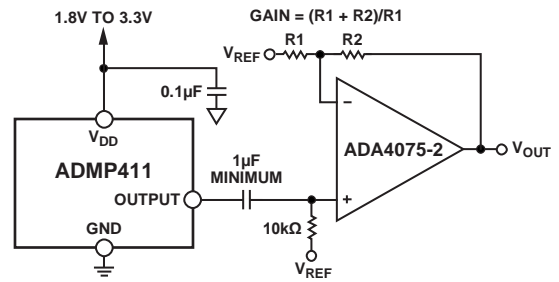 1.8V TO 3.3V
GAIN = (R1 + R2)/R1
R1
R2
VREF
0.1µF
VDD
ADMP411
1µF
MINIMUM
OUTPUT
GND
10kΩ
VREF
−
+
ADA4075-2
VOUT